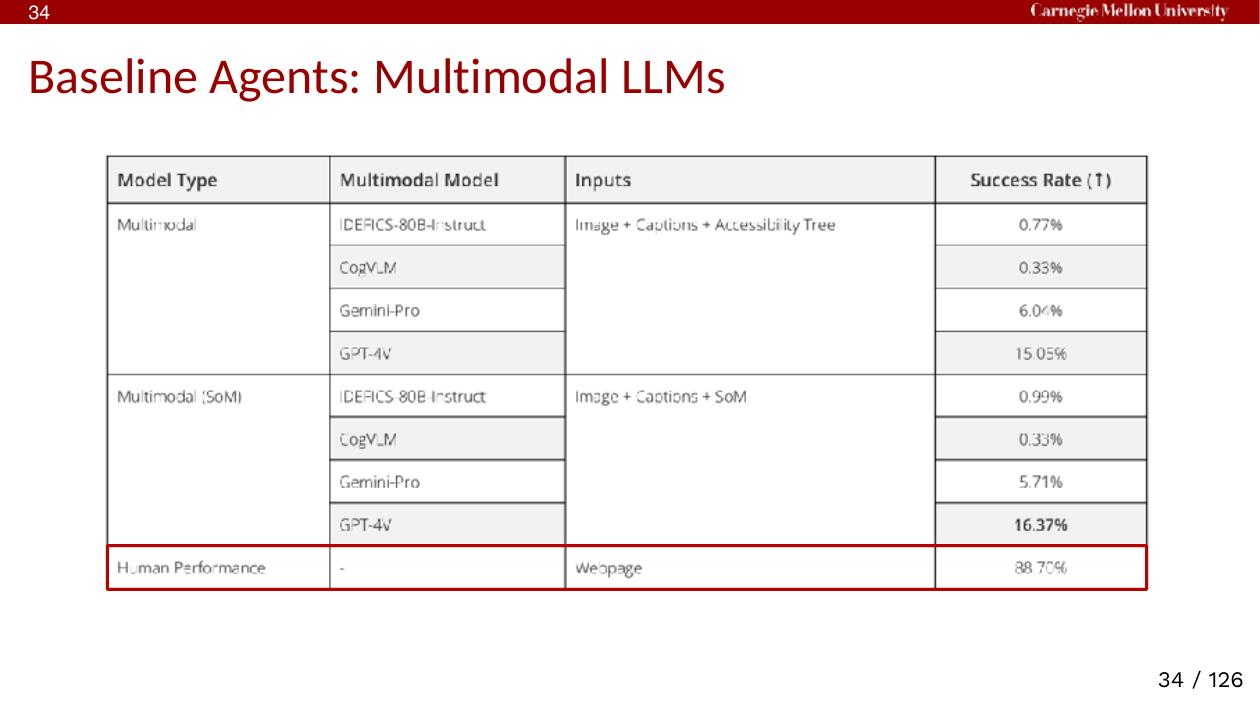 34
Carnegie Mellon University
Baseline Agents: Multimodal LLMs
Model Type Multimodal Model Inputs Success Rate (↑)
Multimodal IDEFICS-80B-Instruct Image + Captions + Accessibility Tree 0.77%
CogVLM 0.33%
Gemini-Pro 6.04%
GPT-4V 15.05%
Multimodal (SoM) IDEFICS-80B-Instruct Image + Captions + SoM 0.99%
CogVLM 0.33%
Gemini-Pro 5.71%
GPT-4V 16.37%
Human Performance - Webpage 88.70%
34 / 126